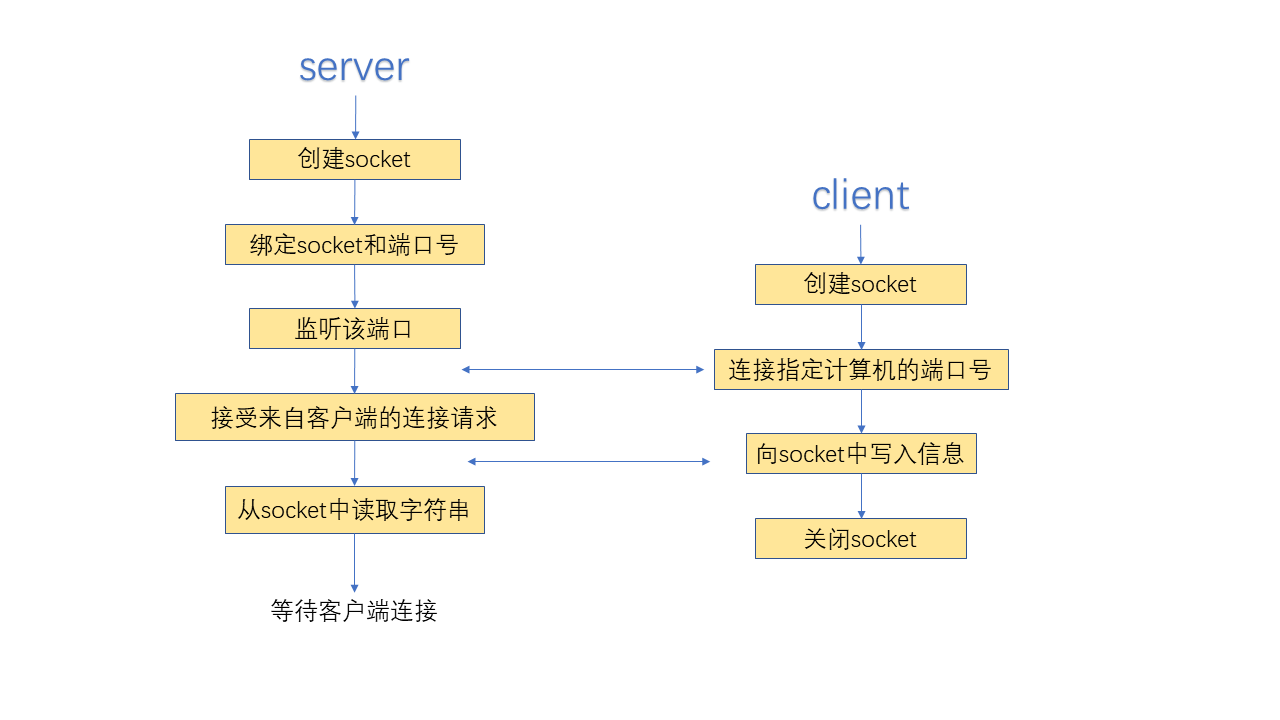 server
创建socket
绑定socket和端口号
监听该端口
接受来自客户端的连接请求
从socket中读取字符串
等待客户端连接
client
创建socket
连接指定计算机的端口号
向socket中写入信息
关闭socket